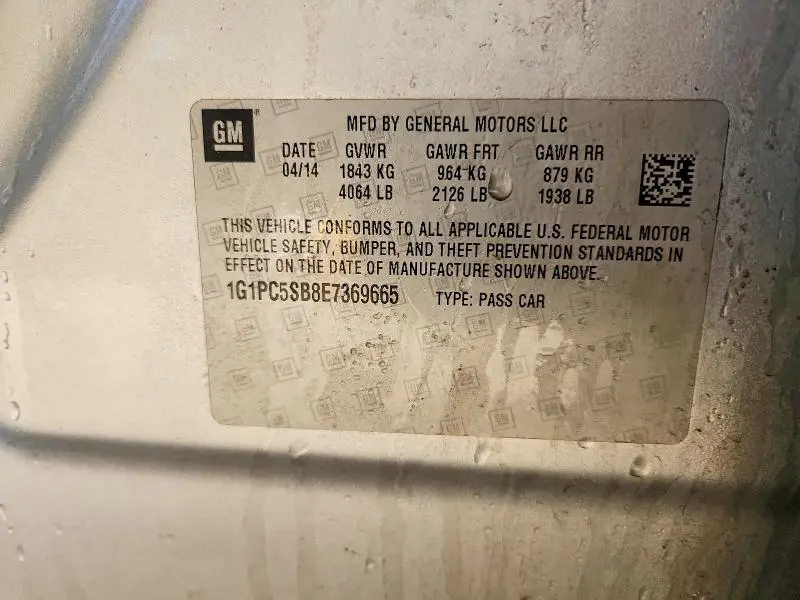 GM
MFD BY GENERAL MOTORS LLC
DATE GVWR GAWR FRT GAWR RR
04/14 1843 KG 964 KG 879 KG
4064 LB 2126 LB 1938 LB
THIS VEHICLE CONFORMS TO ALL APPLICABLE U.S. FEDERAL MOTOR
VEHICLE SAFETY, BUMPER, AND THEFT PREVENTION STANDARDS IN
EFFECT ON THE DATE OF MANUFACTURE SHOWN ABOVE.
1G1PC5SB8E7369665 TYPE: PASS CAR